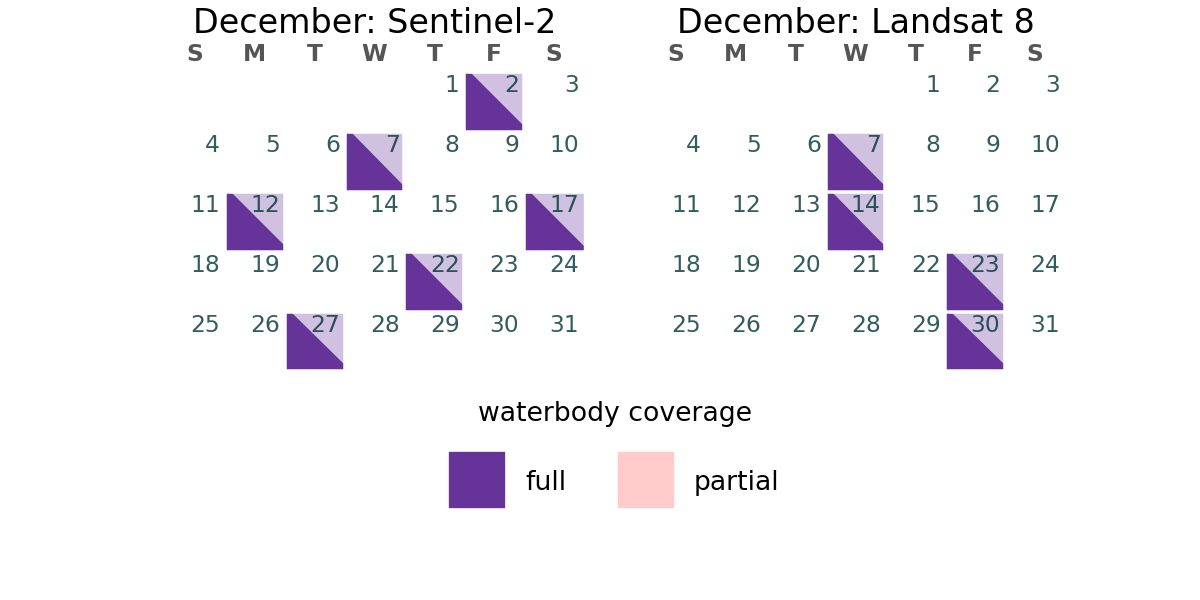 December: Sentinel-2
S M T W T F S
1 2 3
4 5 6 7 8 9 10
11 12 13 14 15 16 17
18 19 20 21 22 23 24
25 26 27 28 29 30 31
December: Landsat 8
S M T W T F S
1 2 3
4 5 6 7 8 9 10
11 12 13 14 15 16 17
18 19 20 21 22 23 24
25 26 27 28 29 30 31
waterbody coverage
full partial